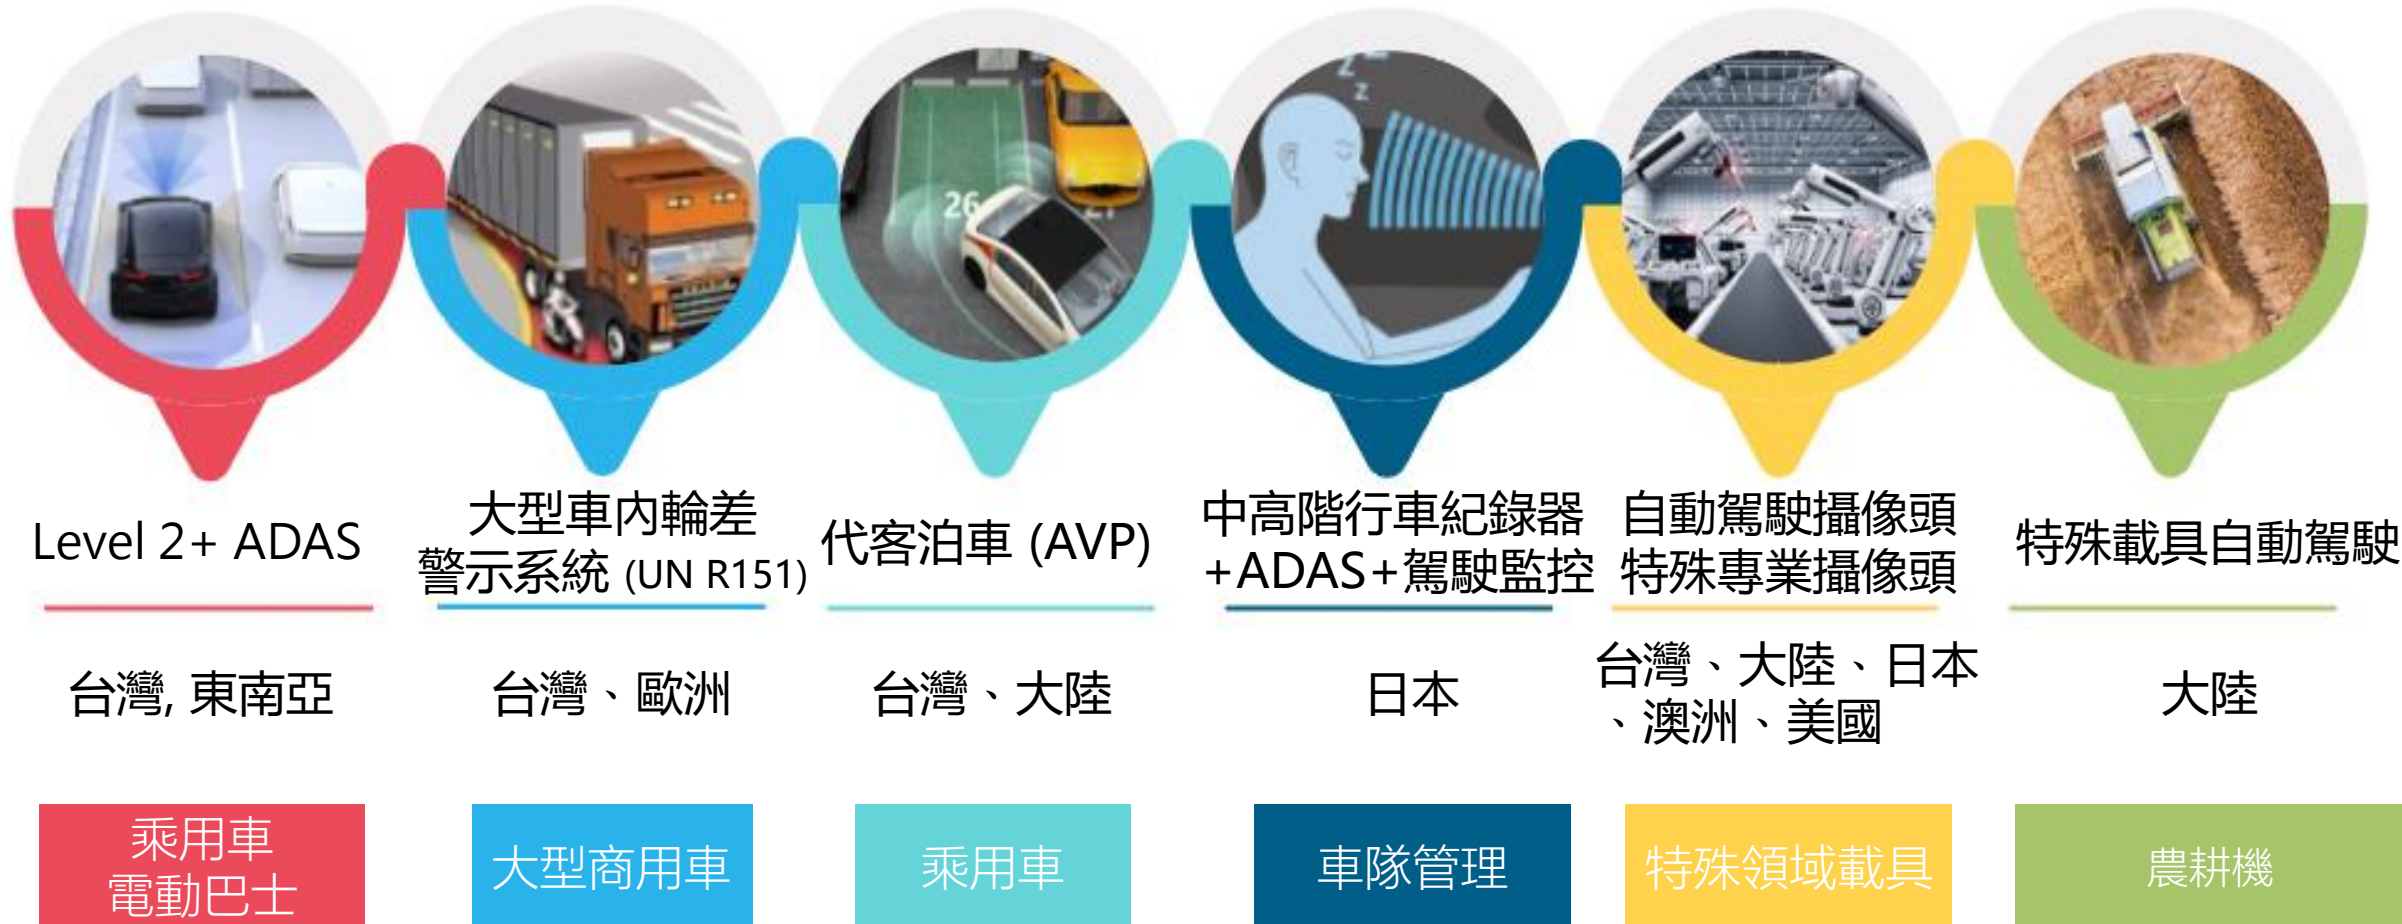 Level 2+ ADAS
台灣, 東南亞
乘用車
電動巴士
大型車內輪差
警示系統 (UN R151)
台灣、歐洲
大型商用車
26
代客泊車 (AVP)
台灣、大陸
乘用車
z
z
中高階行車紀錄器
+ADAS+駕駛監控
日本
車隊管理
自動駕駛攝像頭
特殊專業攝像頭
台灣、大陸、日本
、澳洲、美國
特殊領域載具
特殊載具自動駕駛
大陸
農耕機